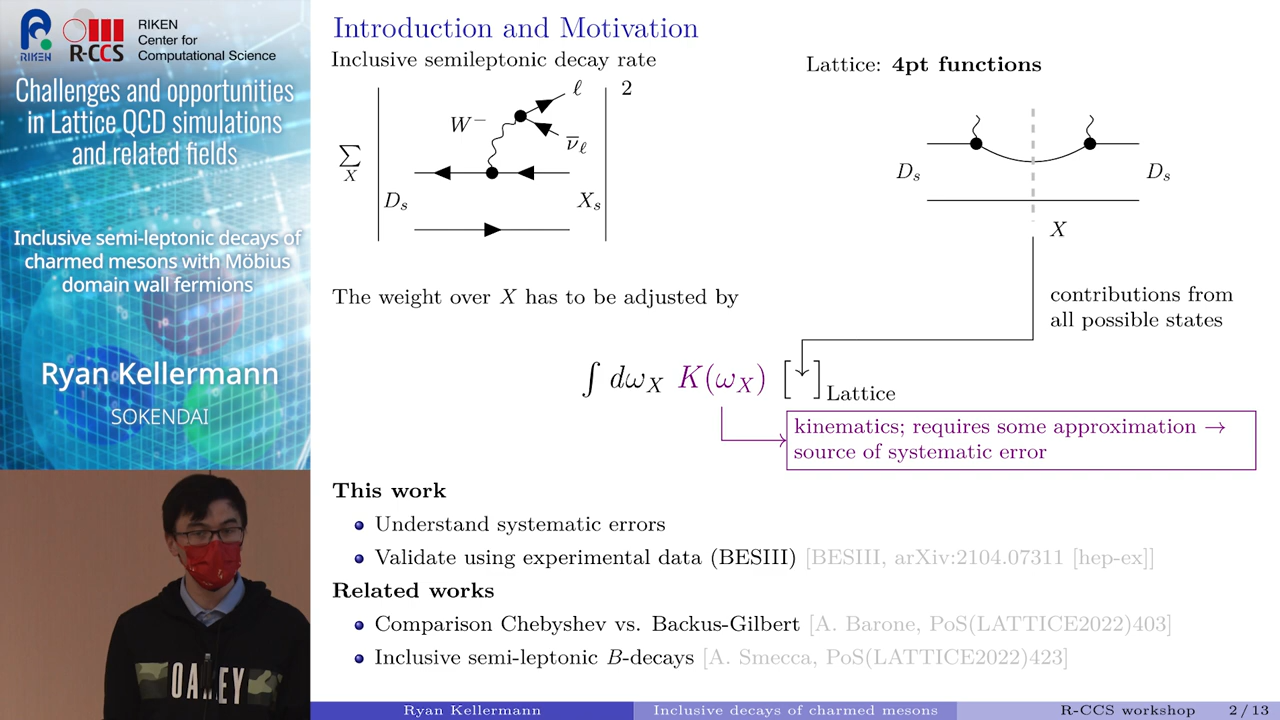 RIKEN
R-CCS
RIKEN
Center for
Computational Science
Challenges and opportunities
in Lattice QCD simulations
and related fields
Inclusive semi-leptonic decays of
charmed mesons with Möbius
domain wall fermions
Ryan Kellermann
SOKENDAI
OAKEY
Introduction and Motivation
Inclusive semileptonic decay rate
∑
X
W⁻
ℓ
ν̅_ℓ
2
D_s
X_s
Lattice: 4pt functions
D_s
D_s
X
The weight over X has to be adjusted by
contributions from
all possible states
∫ dω_X K(ω_X) [ ]_Lattice
kinematics; requires some approximation →
source of systematic error
This work
Understand systematic errors
Validate using experimental data (BESIII) [BESIII, arXiv:2104.07311 [hep-ex]]
Related works
Comparison Chebyshev vs. Backus-Gilbert [A. Barone, PoS(LATTICE2022)403]
Inclusive semi-leptonic B-decays [A. Smecca, PoS(LATTICE2022)423]
Ryan Kellermann
Inclusive decays of charmed mesons
R-CCS workshop 2 / 13